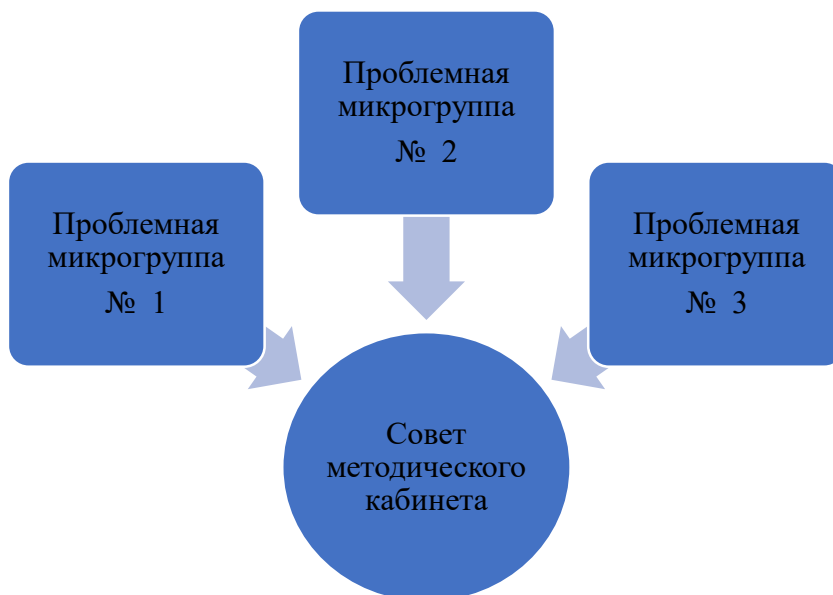 Проблемная
микрогруппа
№ 1
Проблемная
микрогруппа
№ 2
Проблемная
микрогруппа
№ 3
Совет
методического
кабинета